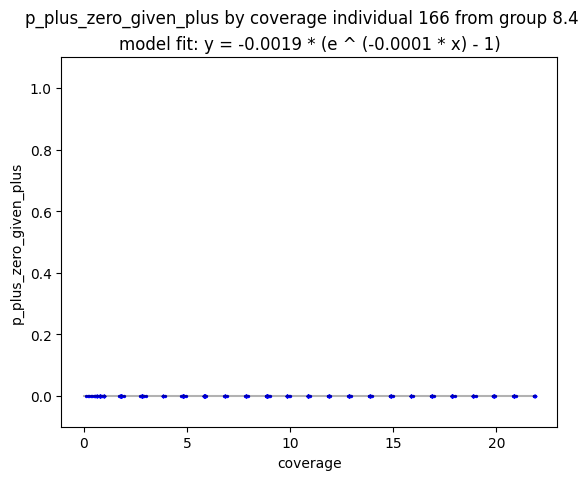 p_plus_zero_given_plus by coverage individual 166 from group 8.4
model fit: y = -0.0019 * (e ^ (-0.0001 * x) - 1)
1.0
0.8
0.6
0.4
0.2
0.0
p_plus_zero_given_plus
0 5 10 15 20
coverage